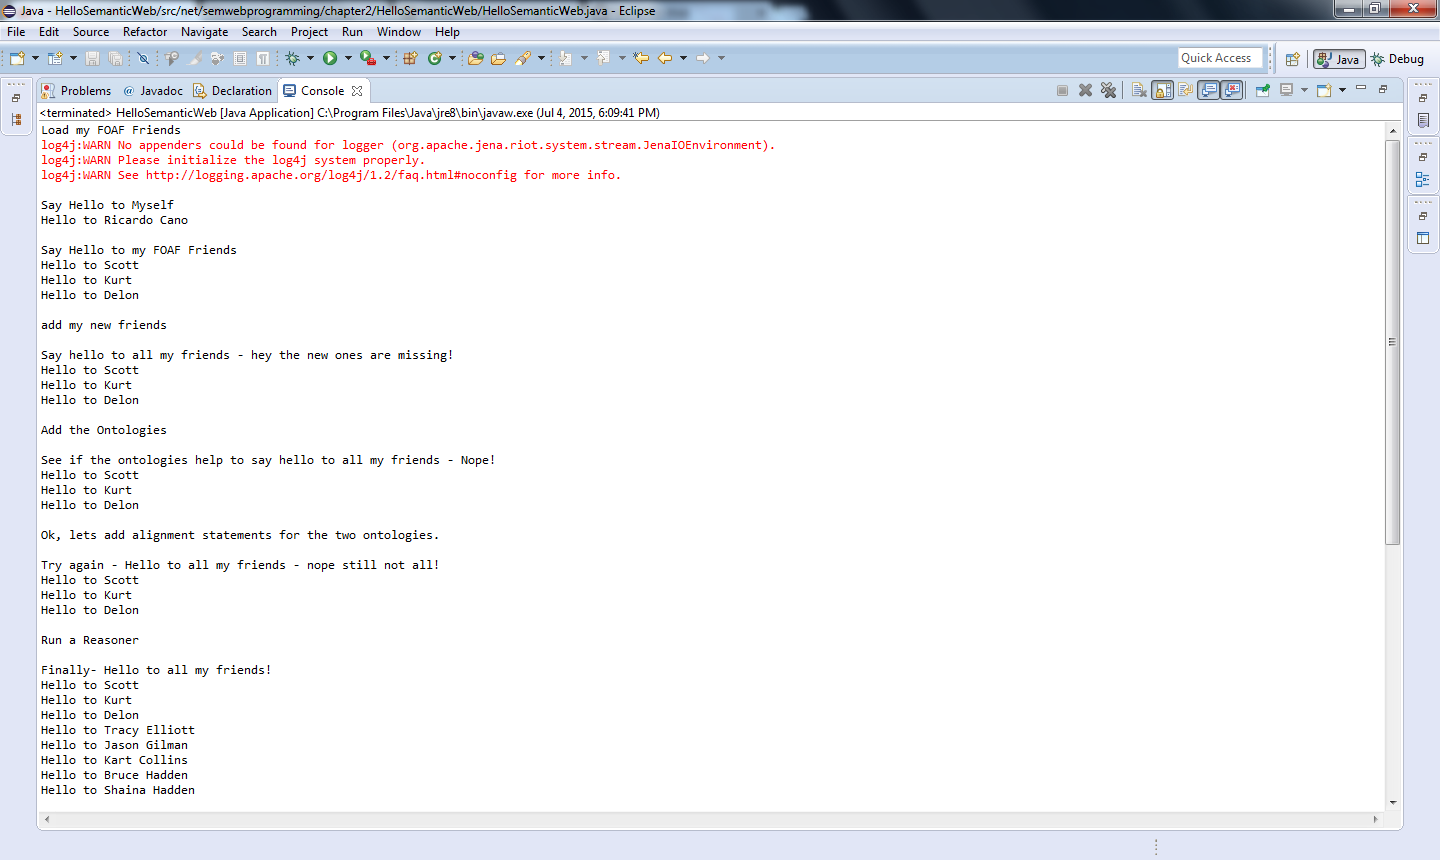 Java - HelloSemanticWeb/src/net/semwebprogramming/chapter2/HelloSemanticWeb/HelloSemanticWeb.java - Eclipse
File Edit Source Refactor Navigate Search Project Run Window Help
Quick Access Java Debug
Problems @ Javadoc Declaration Console
<terminated> HelloSemanticWeb [Java Application] C:\Program Files\Java\jre8\bin\javaw.exe (Jul 4, 2015, 6:09:41 PM)
Load my FOAF Friends
log4j:WARN No appenders could be found for logger (org.apache.jena.riot.system.stream.JenaIOEnvironment).
log4j:WARN Please initialize the log4j system properly.
log4j:WARN See http://logging.apache.org/log4j/1.2/faq.html#noconfig for more info.
Say Hello to Myself
Hello to Ricardo Cano
Say Hello to my FOAF Friends
Hello to Scott
Hello to Kurt
Hello to Delon
add my new friends
Say hello to all my friends - hey the new ones are missing!
Hello to Scott
Hello to Kurt
Hello to Delon
Add the Ontologies
See if the ontologies help to say hello to all my friends - Nope!
Hello to Scott
Hello to Kurt
Hello to Delon
Ok, lets add alignment statements for the two ontologies.
Try again - Hello to all my friends - nope still not all!
Hello to Scott
Hello to Kurt
Hello to Delon
Run a Reasoner
Finally- Hello to all my friends!
Hello to Scott
Hello to Kurt
Hello to Delon
Hello to Tracy Elliott
Hello to Jason Gilman
Hello to Kart Collins
Hello to Bruce Hadden
Hello to Shaina Hadden